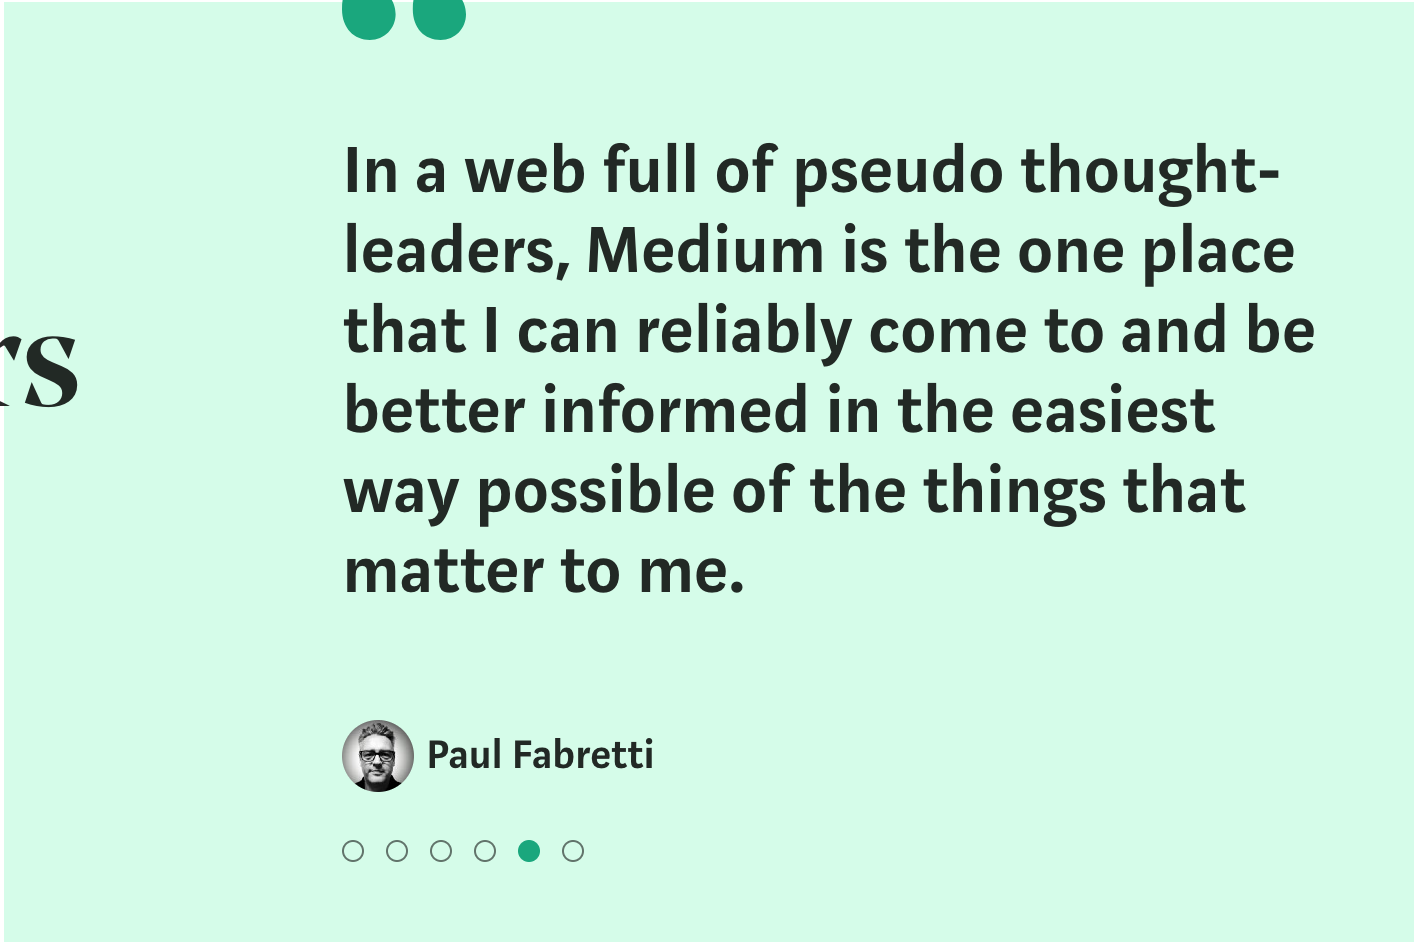 rs
In a web full of pseudo thought-
leaders, Medium is the one place
that I can reliably come to and be
better informed in the easiest
way possible of the things that
matter to me.
Paul Fabretti